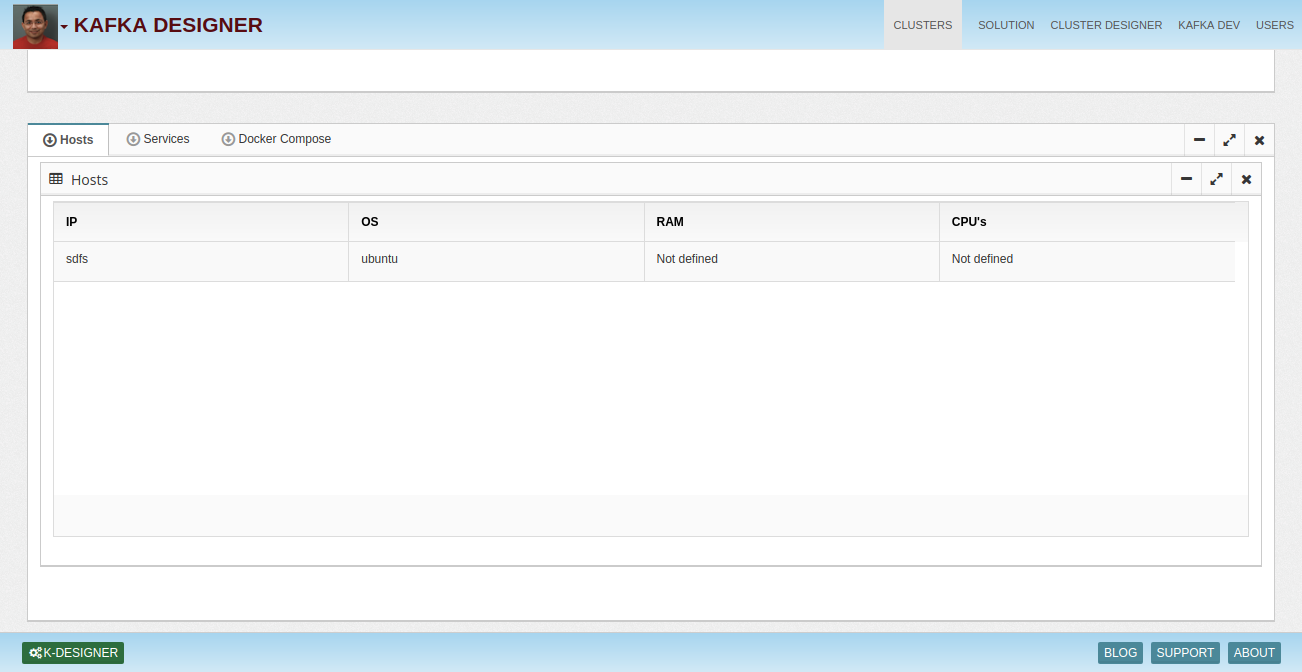 KAFKA DESIGNER CLUSTERS SOLUTION CLUSTER DESIGNER KAFKA DEV USERS
Hosts Services Docker Compose
Hosts
IP OS RAM CPU's
sdfs ubuntu Not defined Not defined
K-DESIGNER BLOG SUPPORT ABOUT